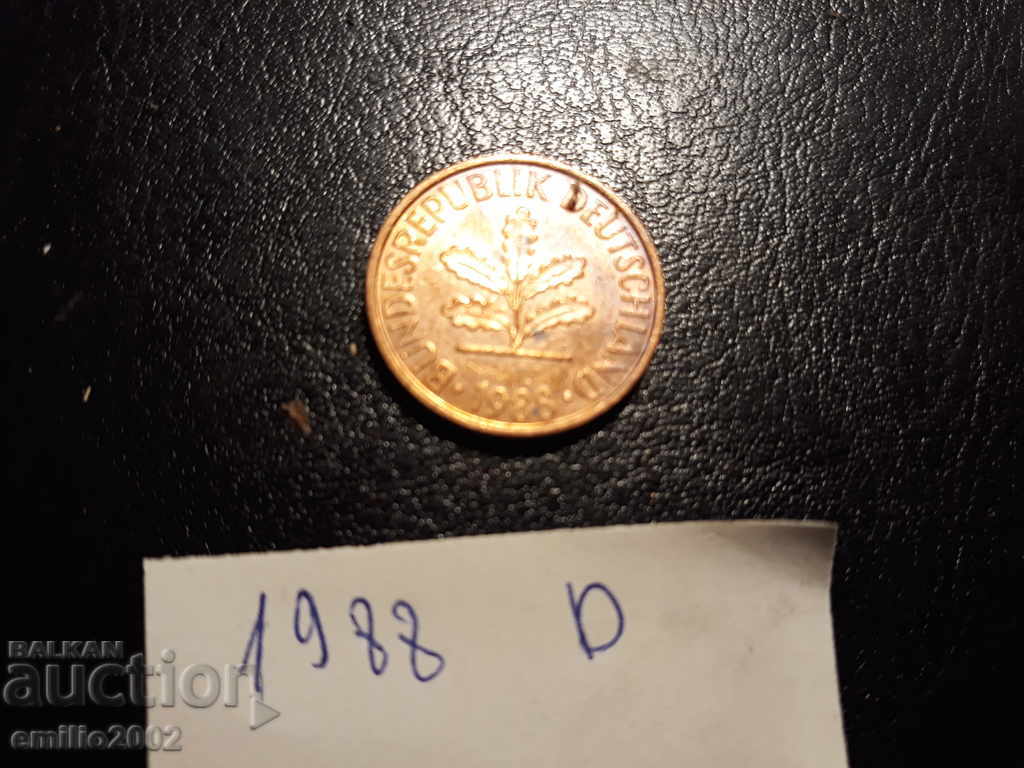 BUNDESREPUBLIK DEUTSCHLAND
· 1988 ·
1988 D
BALKAN
auction
emilio2002